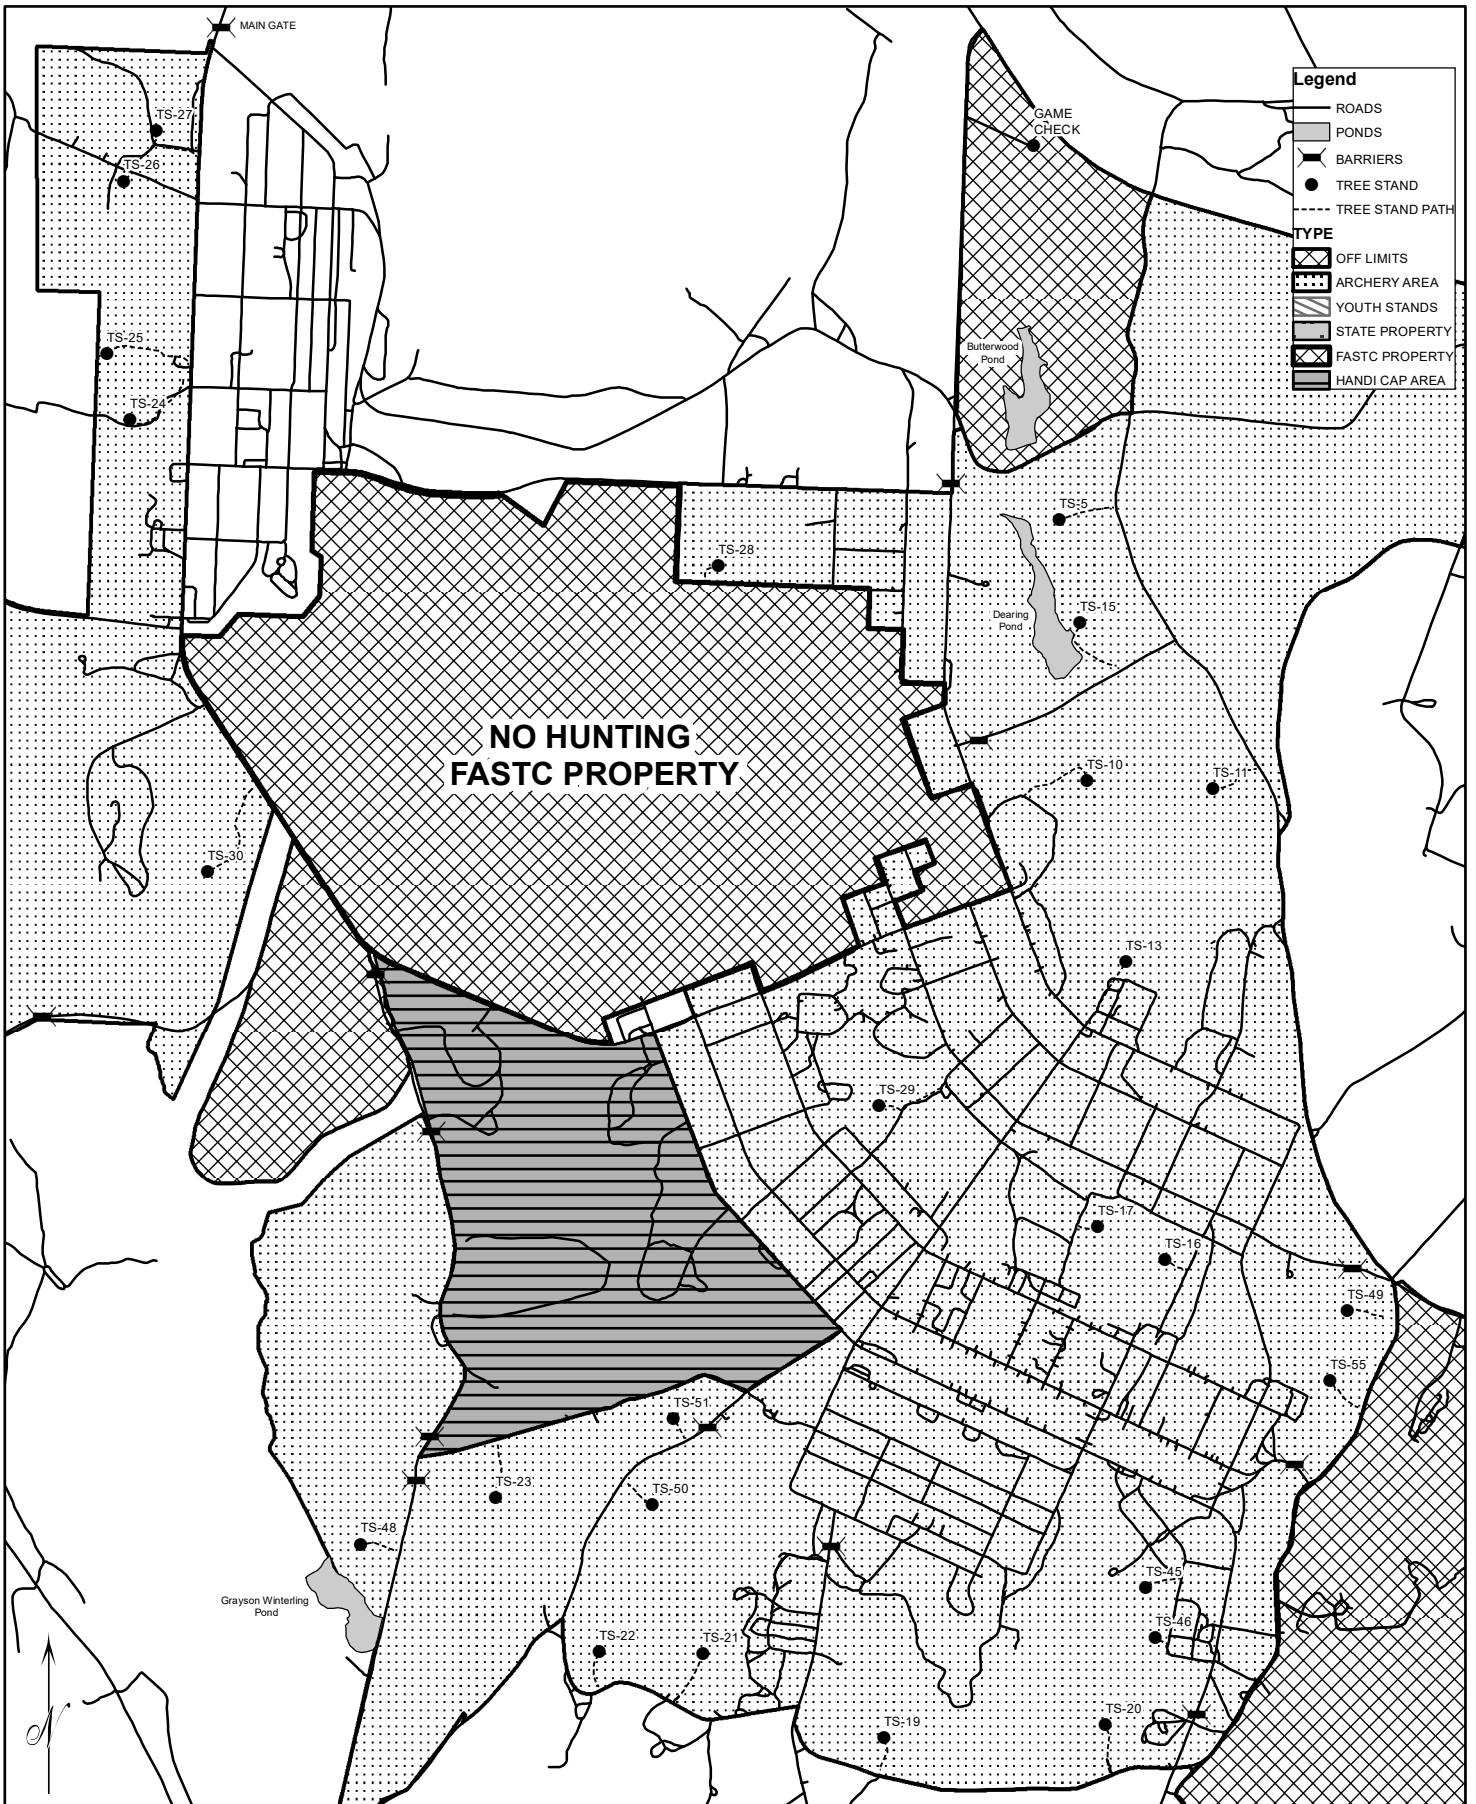 MAIN GATE
Legend
ROADS
PONDS
BARRIERS
TREE STAND
TREE STAND PATH
TYPE
OFF LIMITS
ARCHERY AREA
YOUTH STANDS
STATE PROPERTY
FASTC PROPERTY
HANDI CAP AREA
GAME
CHECK
TS-27
TS-26
TS-25
TS-24
Butterwood
Pond
TS-5
TS-28
Dearing
Pond
TS-15
NO HUNTING
FASTC PROPERTY
TS-10
TS-11
TS-30
TS-13
TS-29
TS-17
TS-16
TS-49
TS-55
TS-51
TS-23
TS-50
TS-48
Grayson Winterling
Pond
TS-45
TS-46
TS-22
TS-21
TS-20
TS-19
N